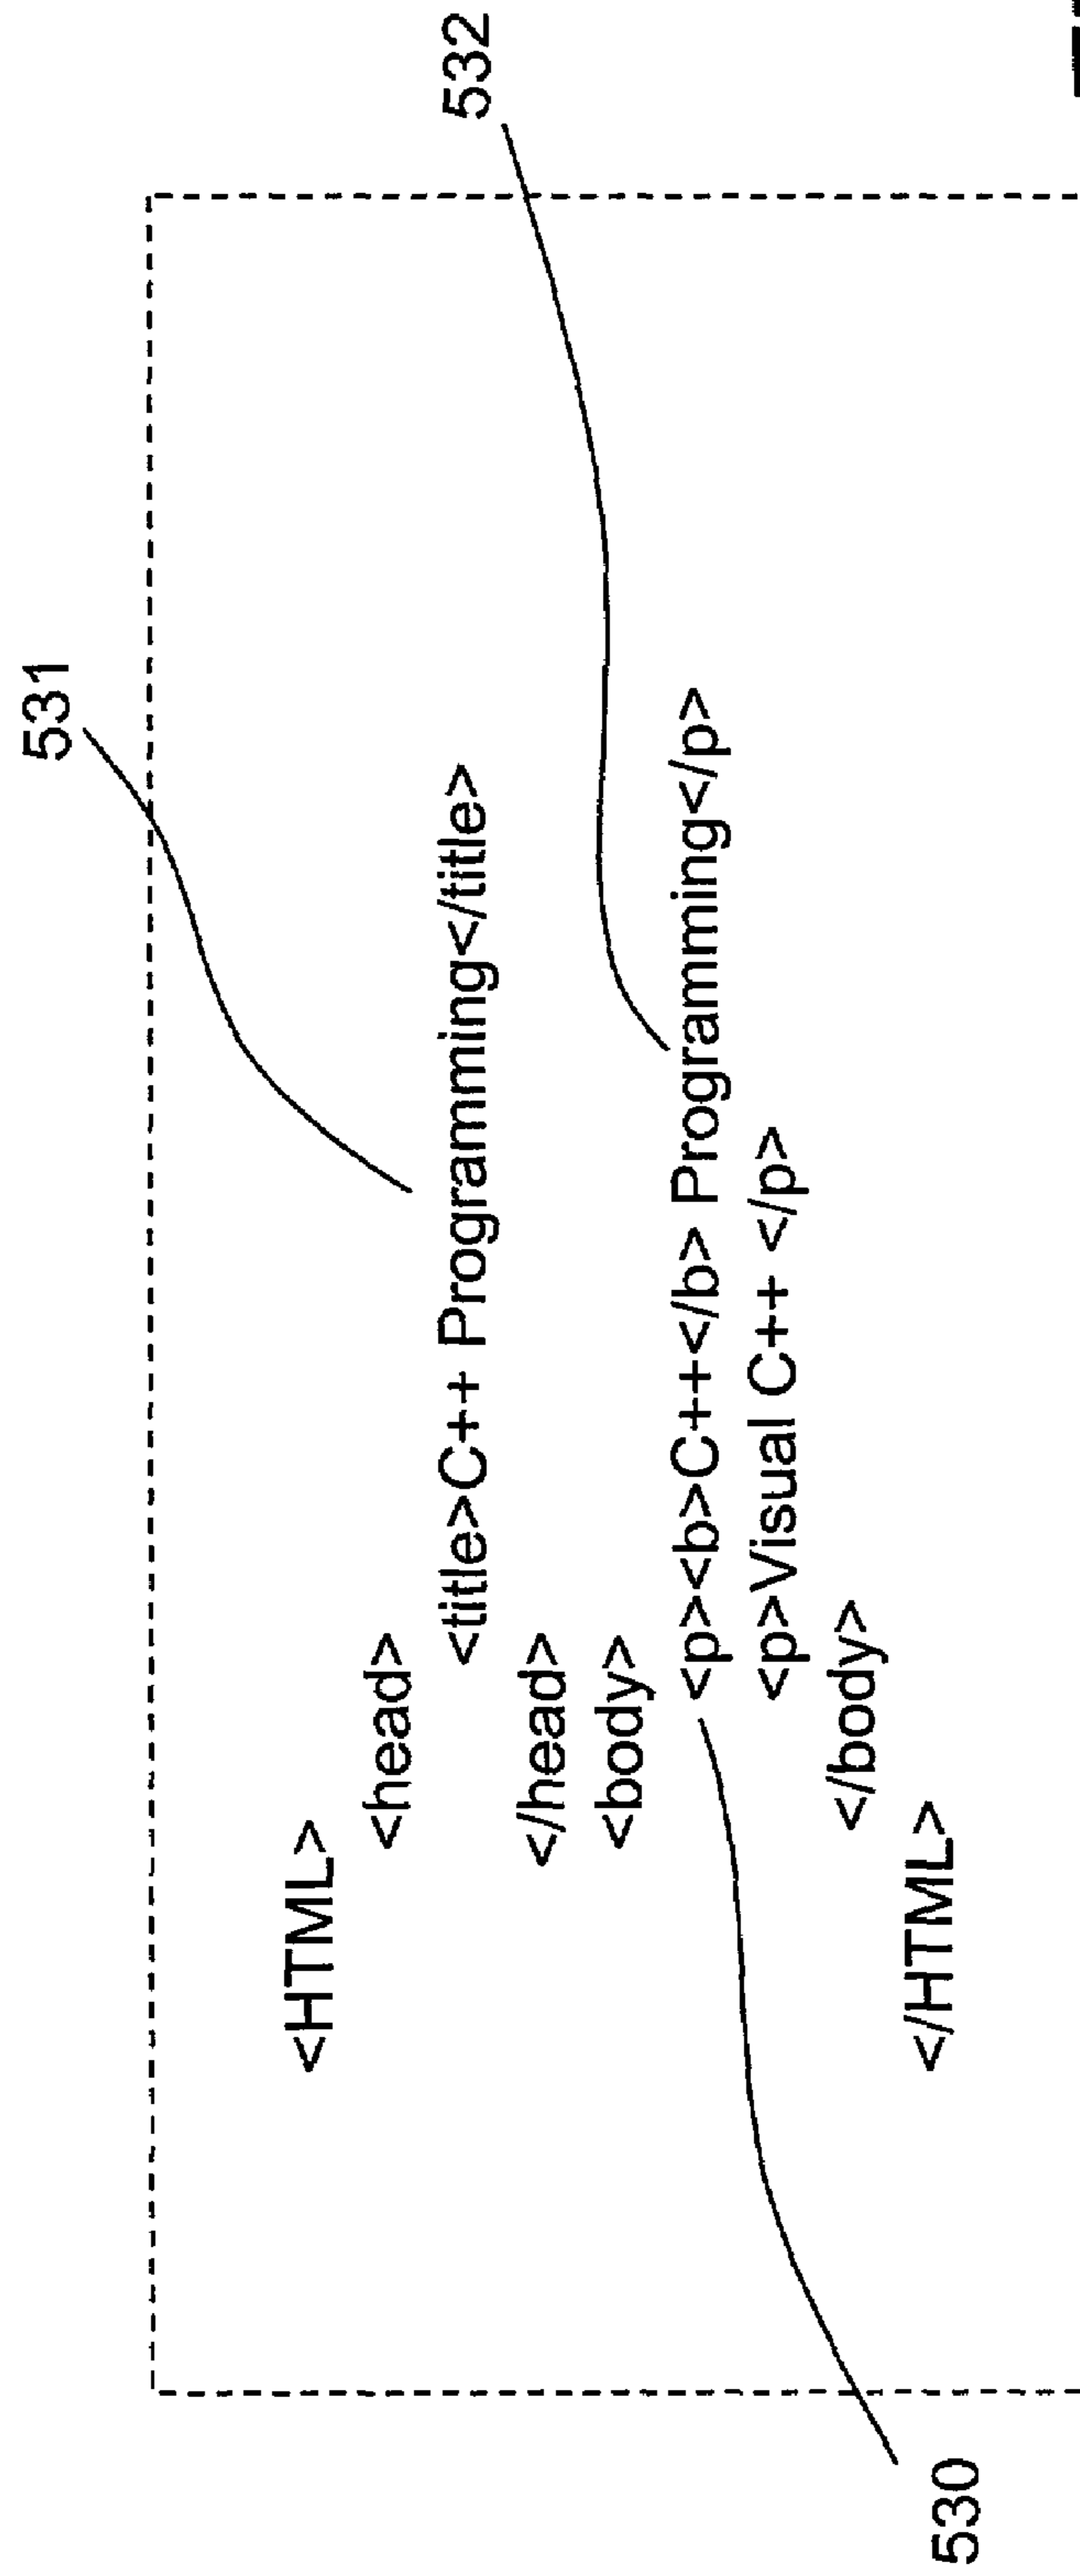 531
532
<HTML>
<head>
<title>C++ Programming</title>
</head>
<body>
<p><b>C++</b> Programming</p>
<p>Visual C++ </p>
</body>
</HTML>
530